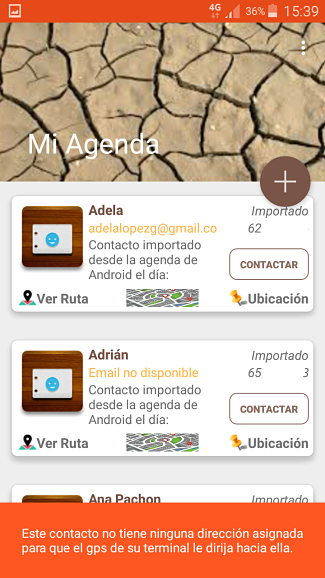 4G 36% 15:39
Mi Agenda
Adela Importado
adelalopezg@gmail.co 62
Contacto importado
desde la agenda de
Android el día:
CONTACTAR
Ver Ruta Ubicación
Adrián Importado
Email no disponible 65 3
Contacto importado
desde la agenda de
Android el día:
CONTACTAR
Ver Ruta Ubicación
Ana Pachon Importado
Este contacto no tiene ninguna dirección asignada
para que el gps de su terminal le dirija hacia ella.